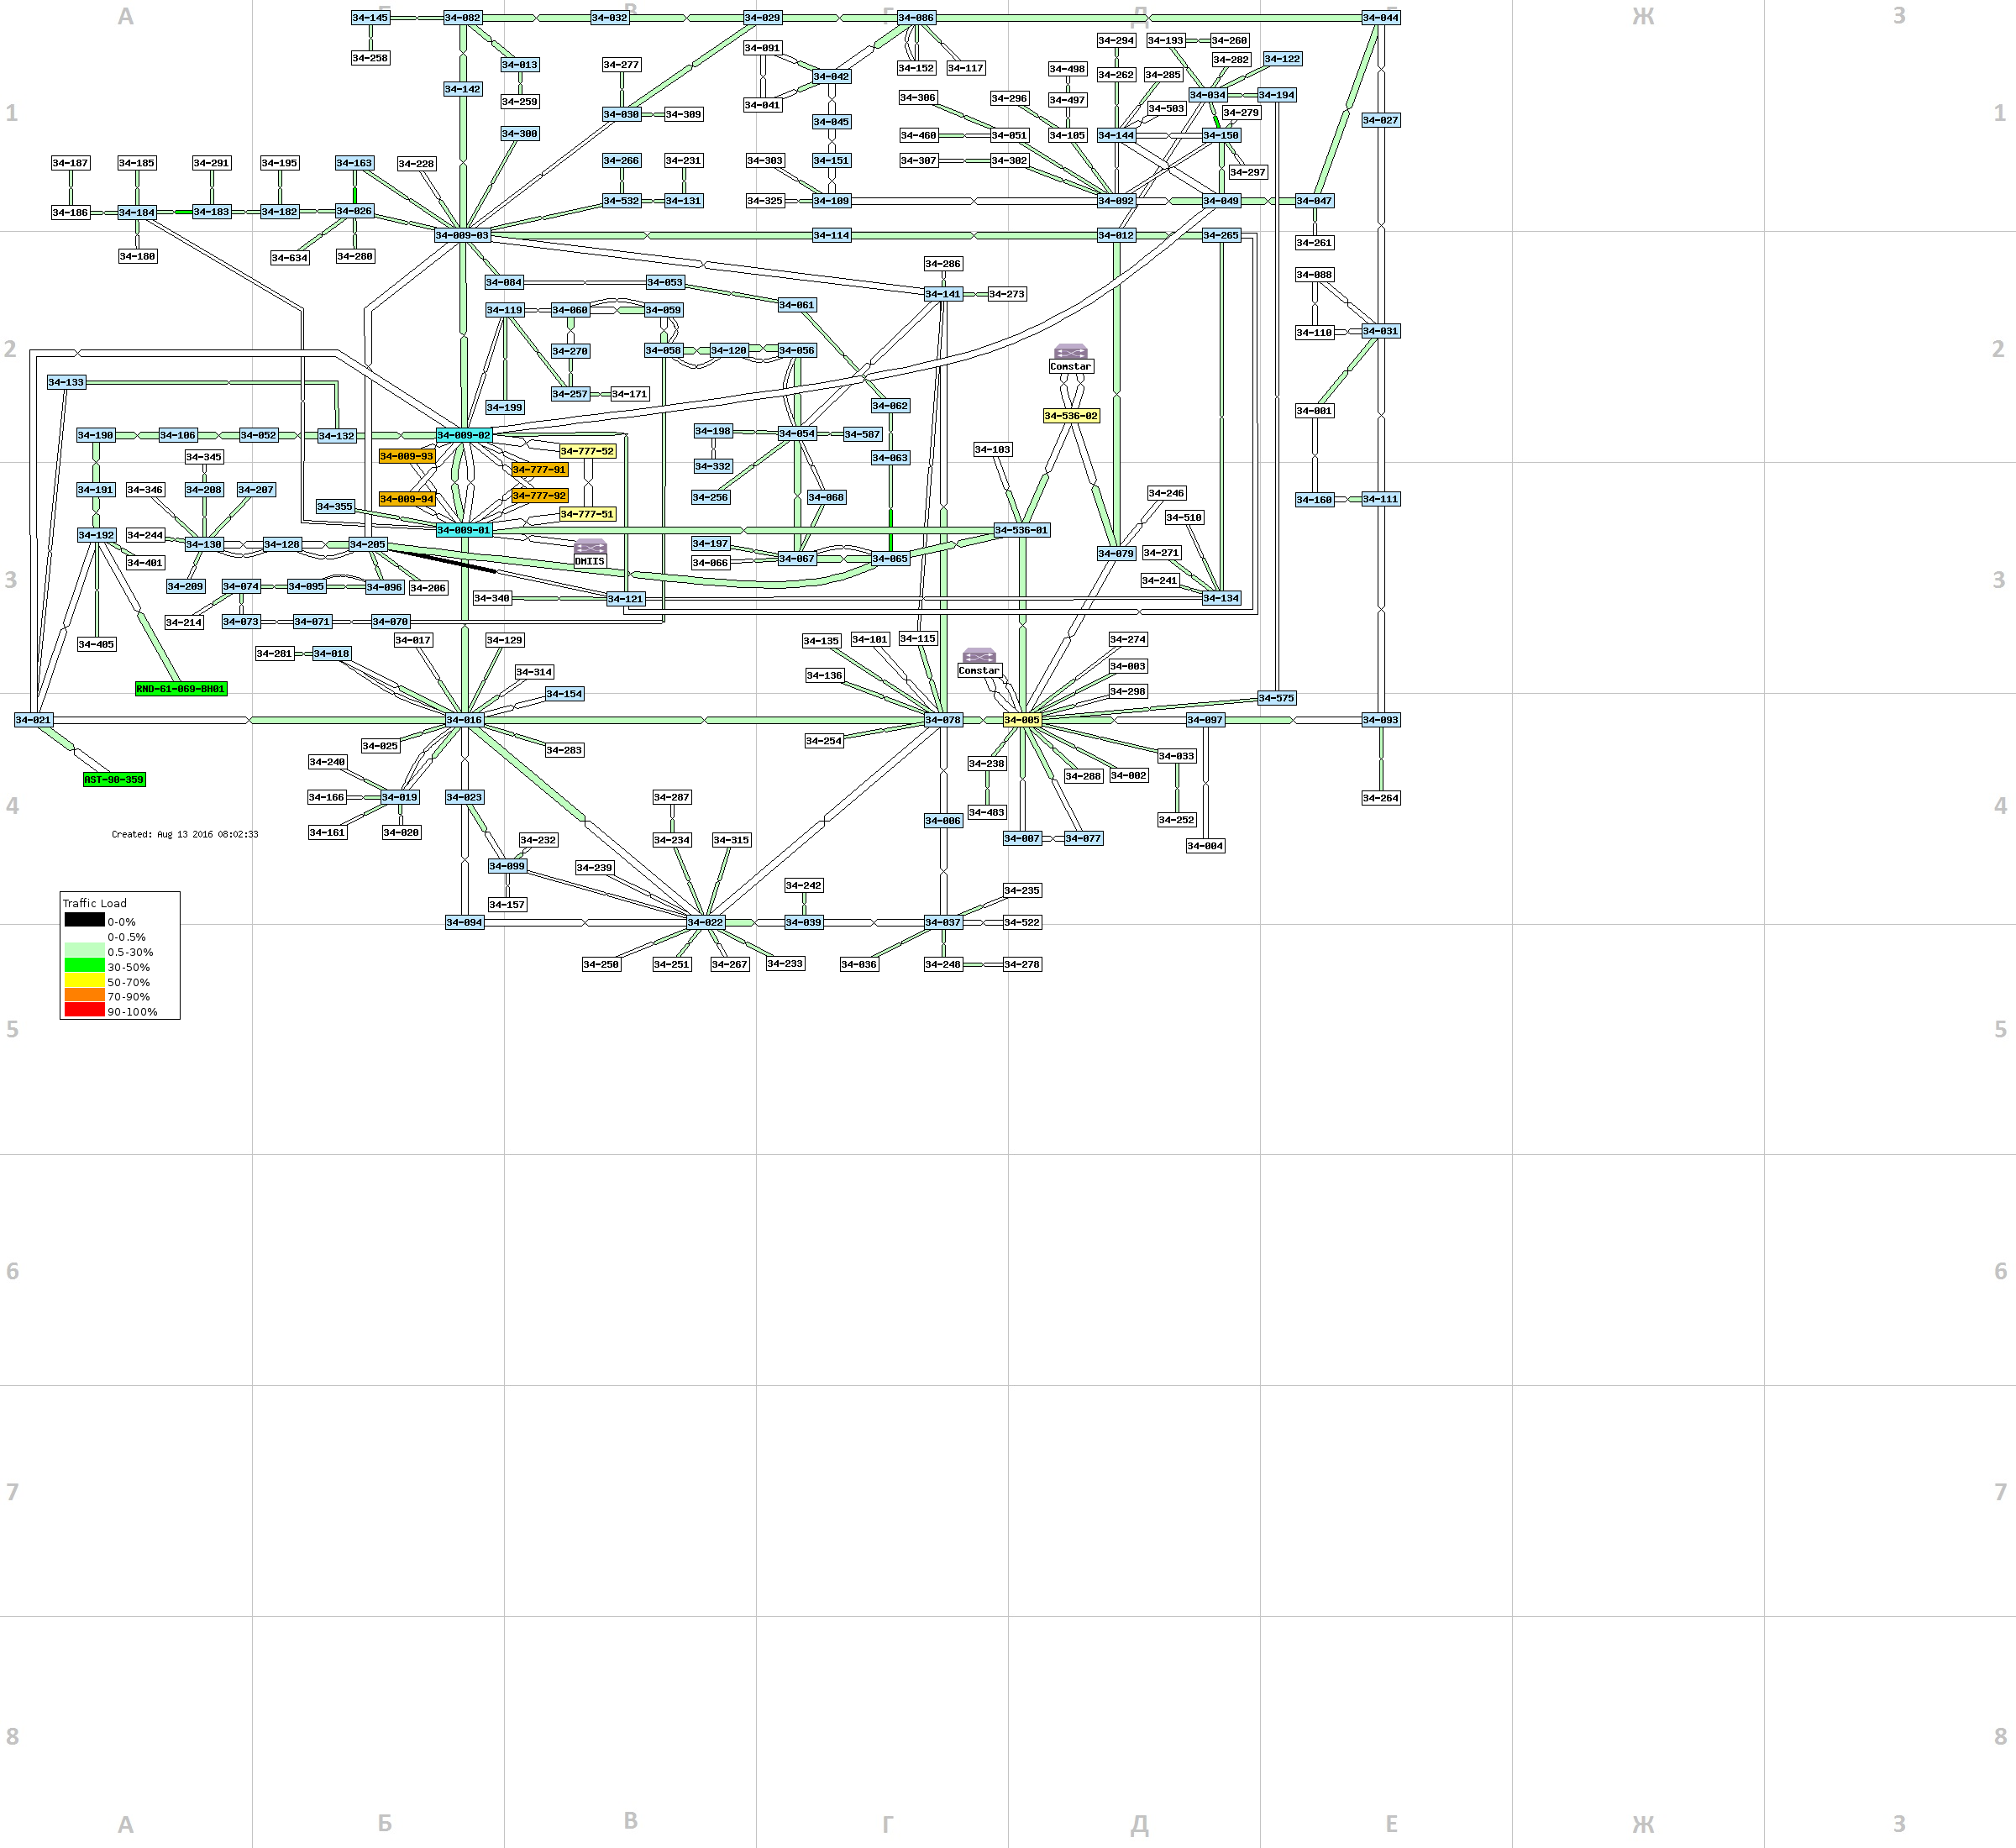 А Б В Г Д Е Ж З
34-145 34-082 34-032 34-029 34-086 34-044
34-294 34-193 34-260
34-091
34-258 34-013 34-277 34-152 34-117 34-282 34-122
34-042 34-498 34-262 34-285
34-142 34-259 34-041 34-306 34-296 34-497 34-034 34-194
1 34-030 34-309 34-503 34-279 1
34-300 34-045 34-460 34-051 34-105 34-144 34-150 34-027
34-187 34-185 34-291 34-195 34-163 34-228 34-266 34-231 34-303 34-151 34-307 34-302
34-297
34-532 34-131 34-325 34-109 34-092 34-049 34-047
34-186 34-184 34-183 34-182 34-026
34-009-03 34-114 34-012 34-265
34-261
34-180 34-634 34-280
34-286
34-084 34-053 34-088
34-141 34-273
34-061
34-119 34-060 34-059
34-110 34-031
2 34-270 34-058 34-120 34-056 2
Comstar
34-133
34-257 34-171
34-199 34-062
34-001
34-536-02
34-190 34-106 34-052 34-132 34-009-02 34-198 34-054 34-587
34-345 34-009-93 34-777-52 34-103
34-777-91 34-332 34-063
34-191 34-346 34-208 34-207 34-246
34-355 34-009-94 34-777-92 34-256 34-068 34-160 34-111
34-777-51 34-510
34-192 34-244 34-009-01 34-536-01
34-130 34-128 34-205 34-197
34-401 DMIIS 34-066 34-067 34-065 34-079 34-271
3 34-209 34-074 34-095 34-096 34-206 34-241 3
34-340 34-121 34-134
34-214 34-073 34-071 34-070
34-405 34-017 34-129 34-135 34-101 34-115 34-274
34-281 34-018
34-314 34-136 Comstar 34-003
RND-61-069-BH01 34-154 34-298 34-575
34-021 34-016 34-078 34-005 34-097 34-093
34-025 34-283 34-254
34-240 34-238 34-033
AST-90-359 34-288 34-002
34-166 34-019 34-023 34-287 34-264
4 34-483 4
34-161 34-020 34-006 34-252
Created: Aug 13 2016 08:02:33
34-232 34-234 34-315 34-007 34-077 34-004
34-099 34-239
34-242 34-235
34-157
34-094 34-022 34-039 34-037 34-522
34-250 34-251 34-267 34-233 34-036 34-248 34-278
Traffic Load
0-0%
0-0.5%
0.5-30%
30-50%
50-70%
70-90%
90-100%
5 5
6 6
7 7
8 8
А Б В Г Д Е Ж З